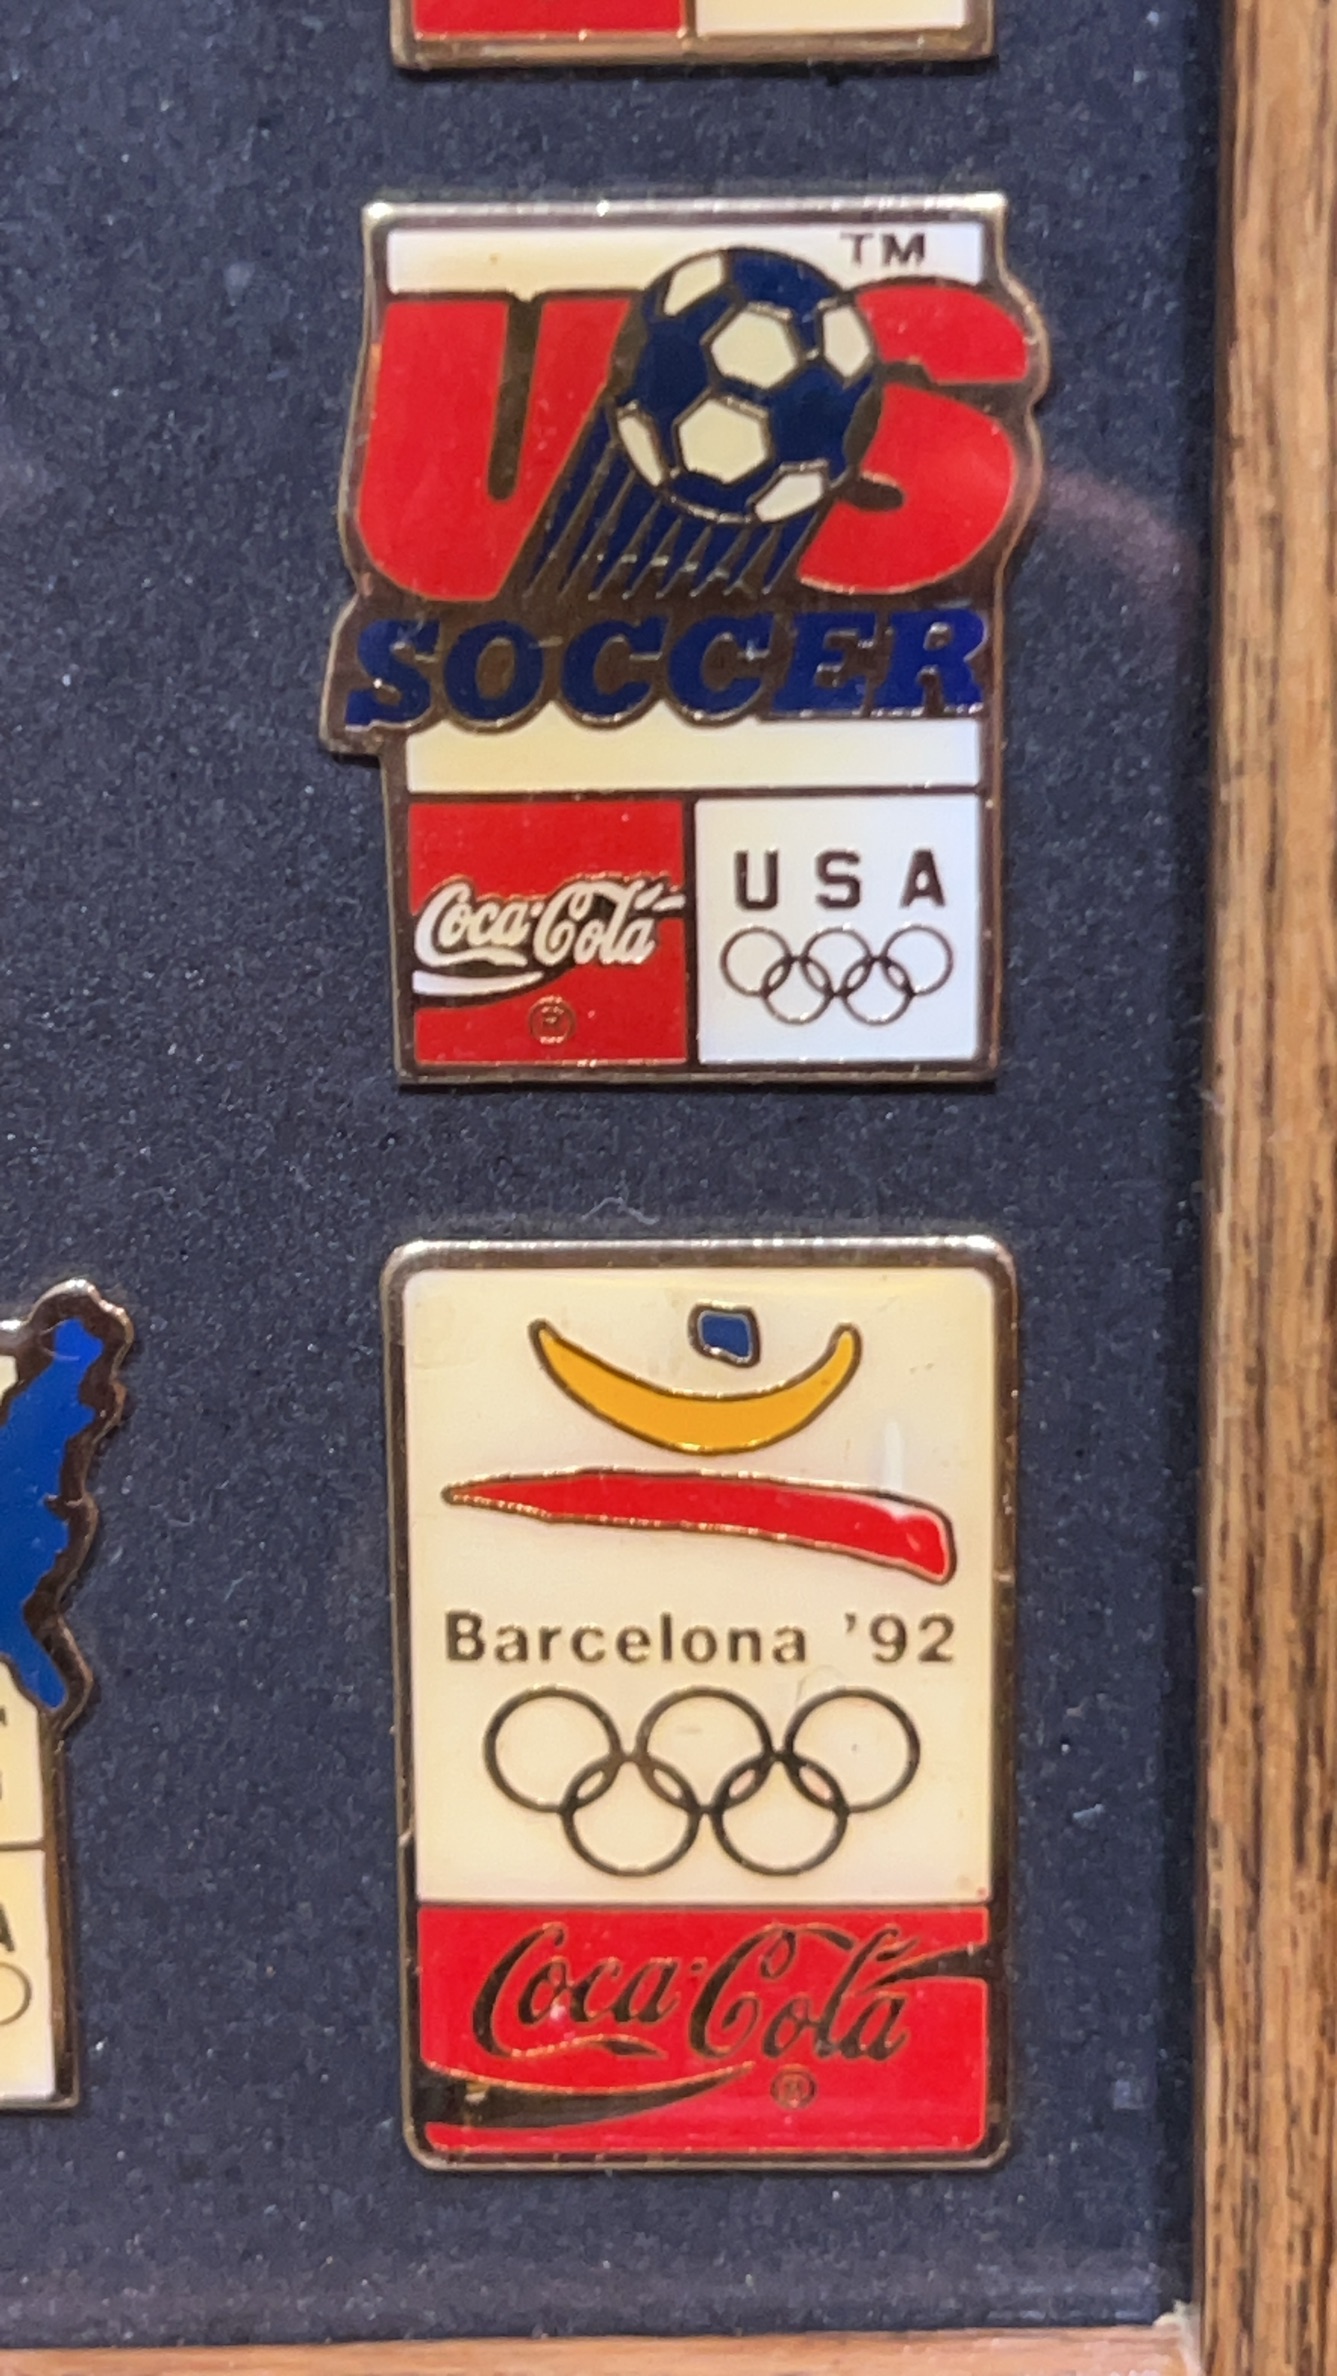 TM
US
SOCCER
Coca-Cola
®
USA
Barcelona '92
Coca-Cola
®
A